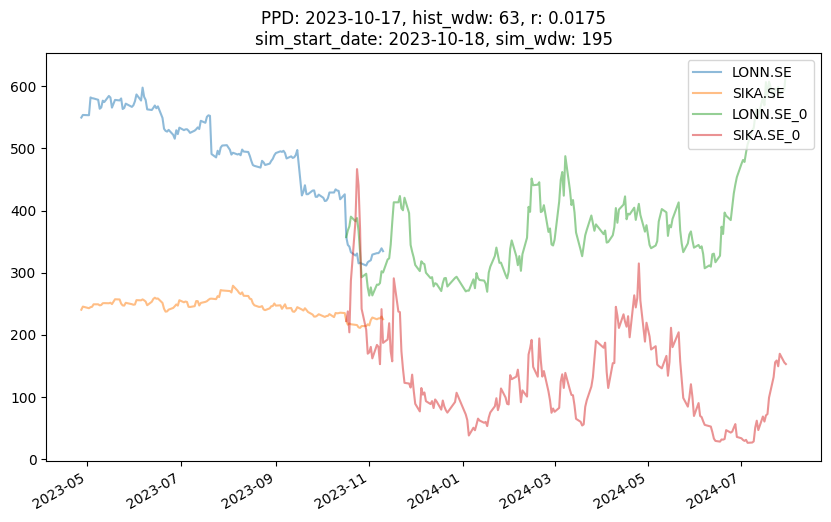 PPD: 2023-10-17, hist_wdw: 63, r: 0.0175
sim_start_date: 2023-10-18, sim_wdw: 195
LONN.SE
SIKA.SE
LONN.SE_0
SIKA.SE_0
600
500
400
300
200
100
0
2023-05
2023-07
2023-09
2023-11
2024-01
2024-03
2024-05
2024-07